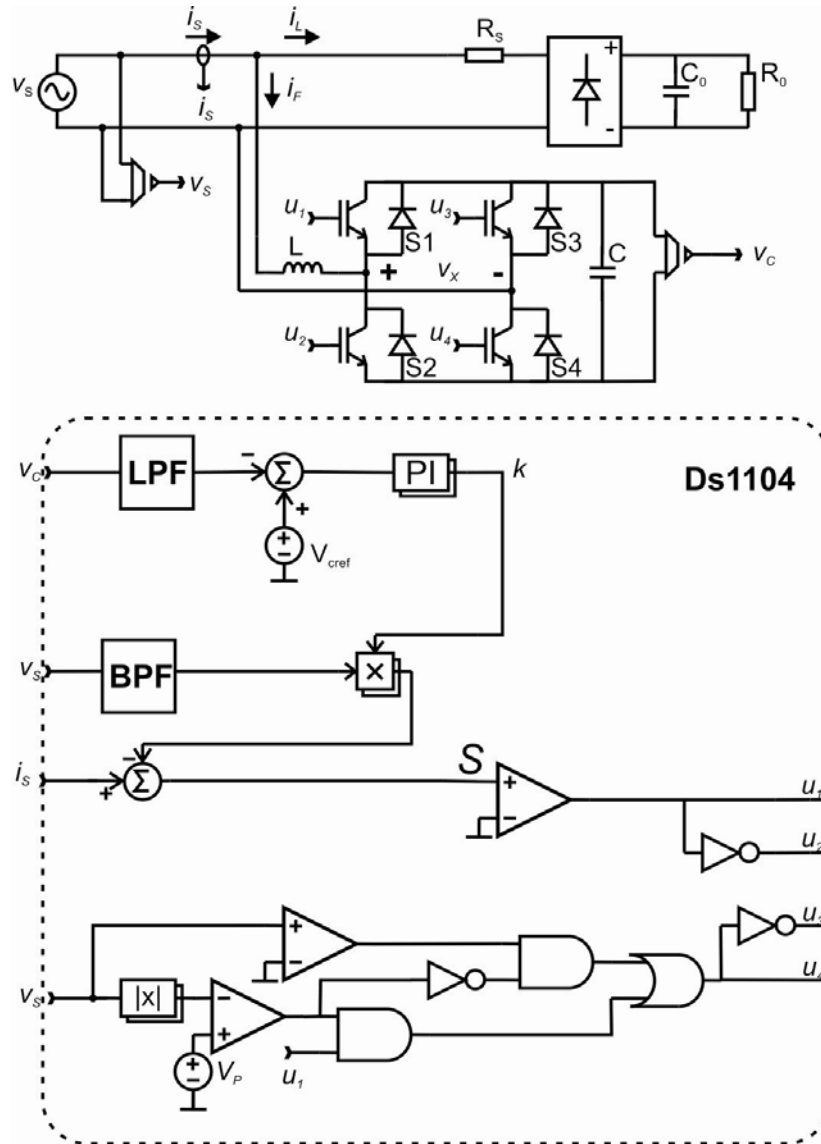 i_S i_L R_S
v_S i_S i_F + - C_0 R_0
v_S
u_1 u_3
S1 S3
L + v_x - C v_C
u_2 u_4
S2 S4
v_C LPF − Σ + PI k Ds1104
+ − V_cref
v_S BPF ×
−
i_S + Σ S + − u_1
u_2
+ − u_3
v_S |x| − + u_4
+ − V_P u_1